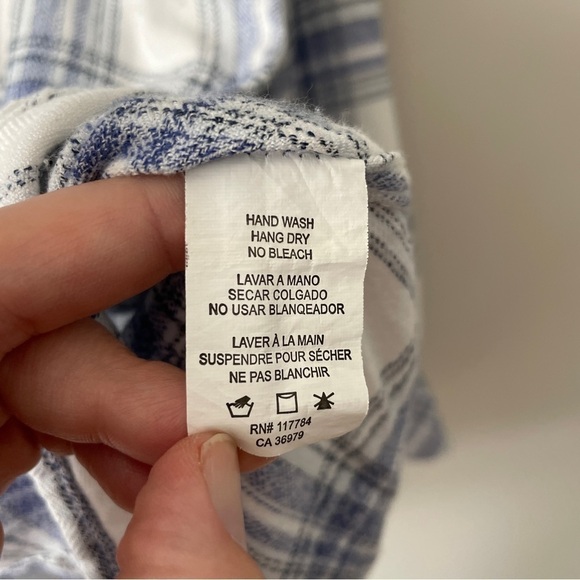 HAND WASH
HANG DRY
NO BLEACH
LAVAR A MANO
SECAR COLGADO
NO USAR BLANQEADOR
LAVER À LA MAIN
SUSPENDRE POUR SÉCHER
NE PAS BLANCHIR
RN# 117784
CA 36979